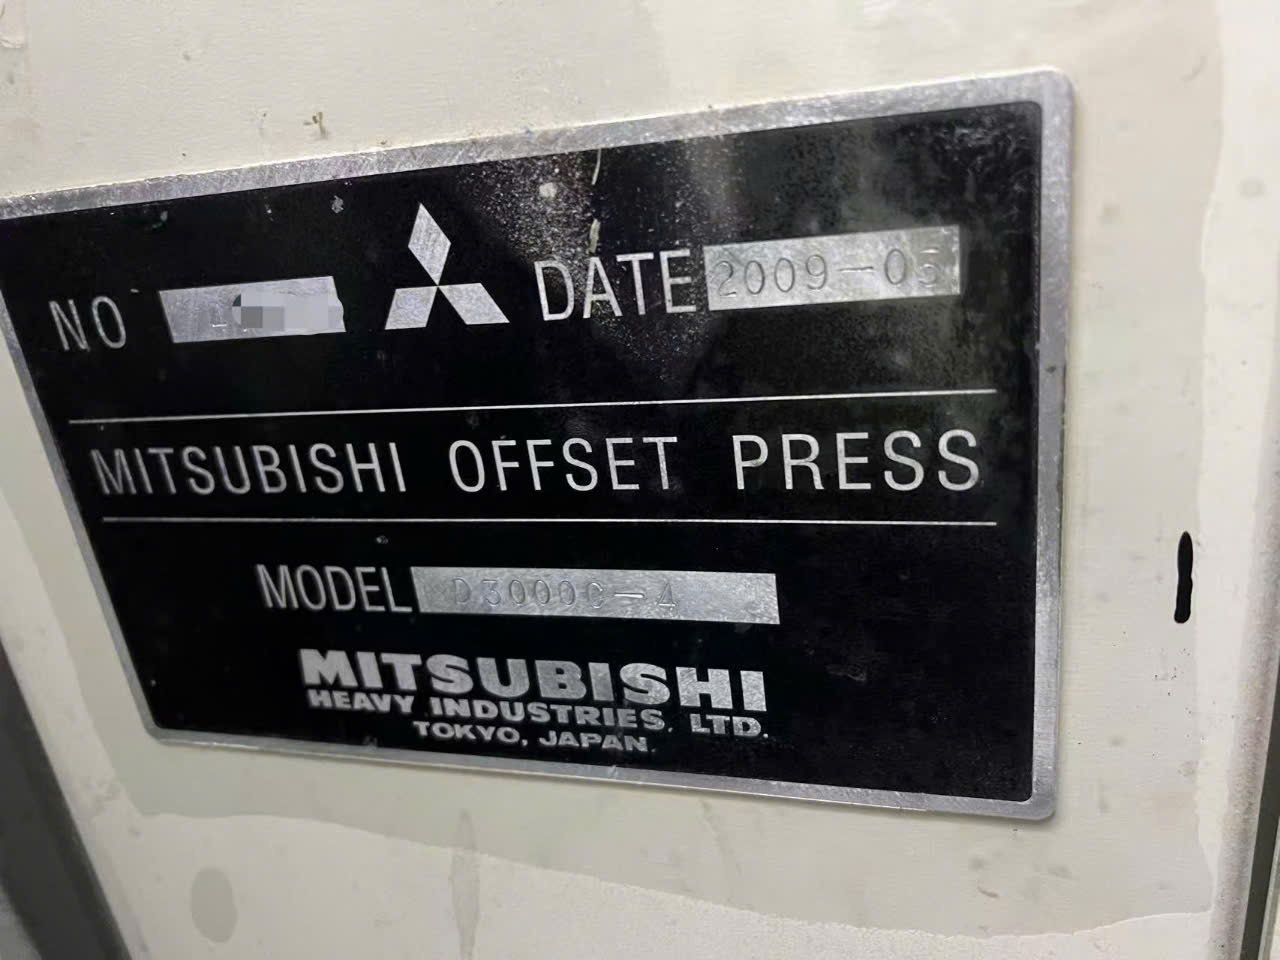 NO DATE 2009-05
MITSUBISHI OFFSET PRESS
MODEL D3000C-4
MITSUBISHI
HEAVY INDUSTRIES, LTD.
TOKYO, JAPAN